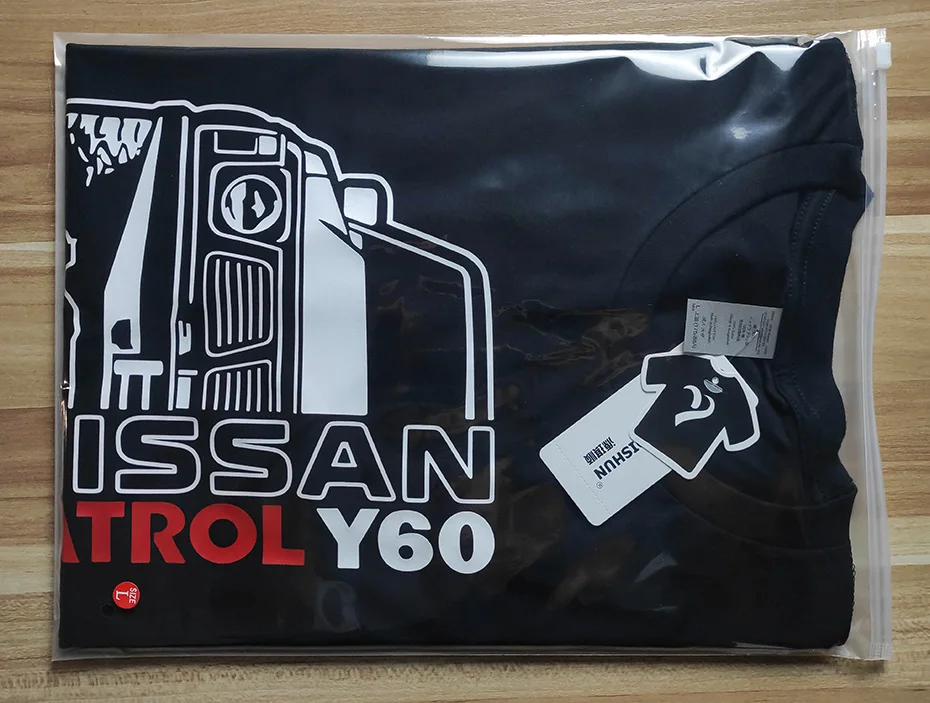 ISSAN
ATROL Y60
SIZE
L
ISHUN
®